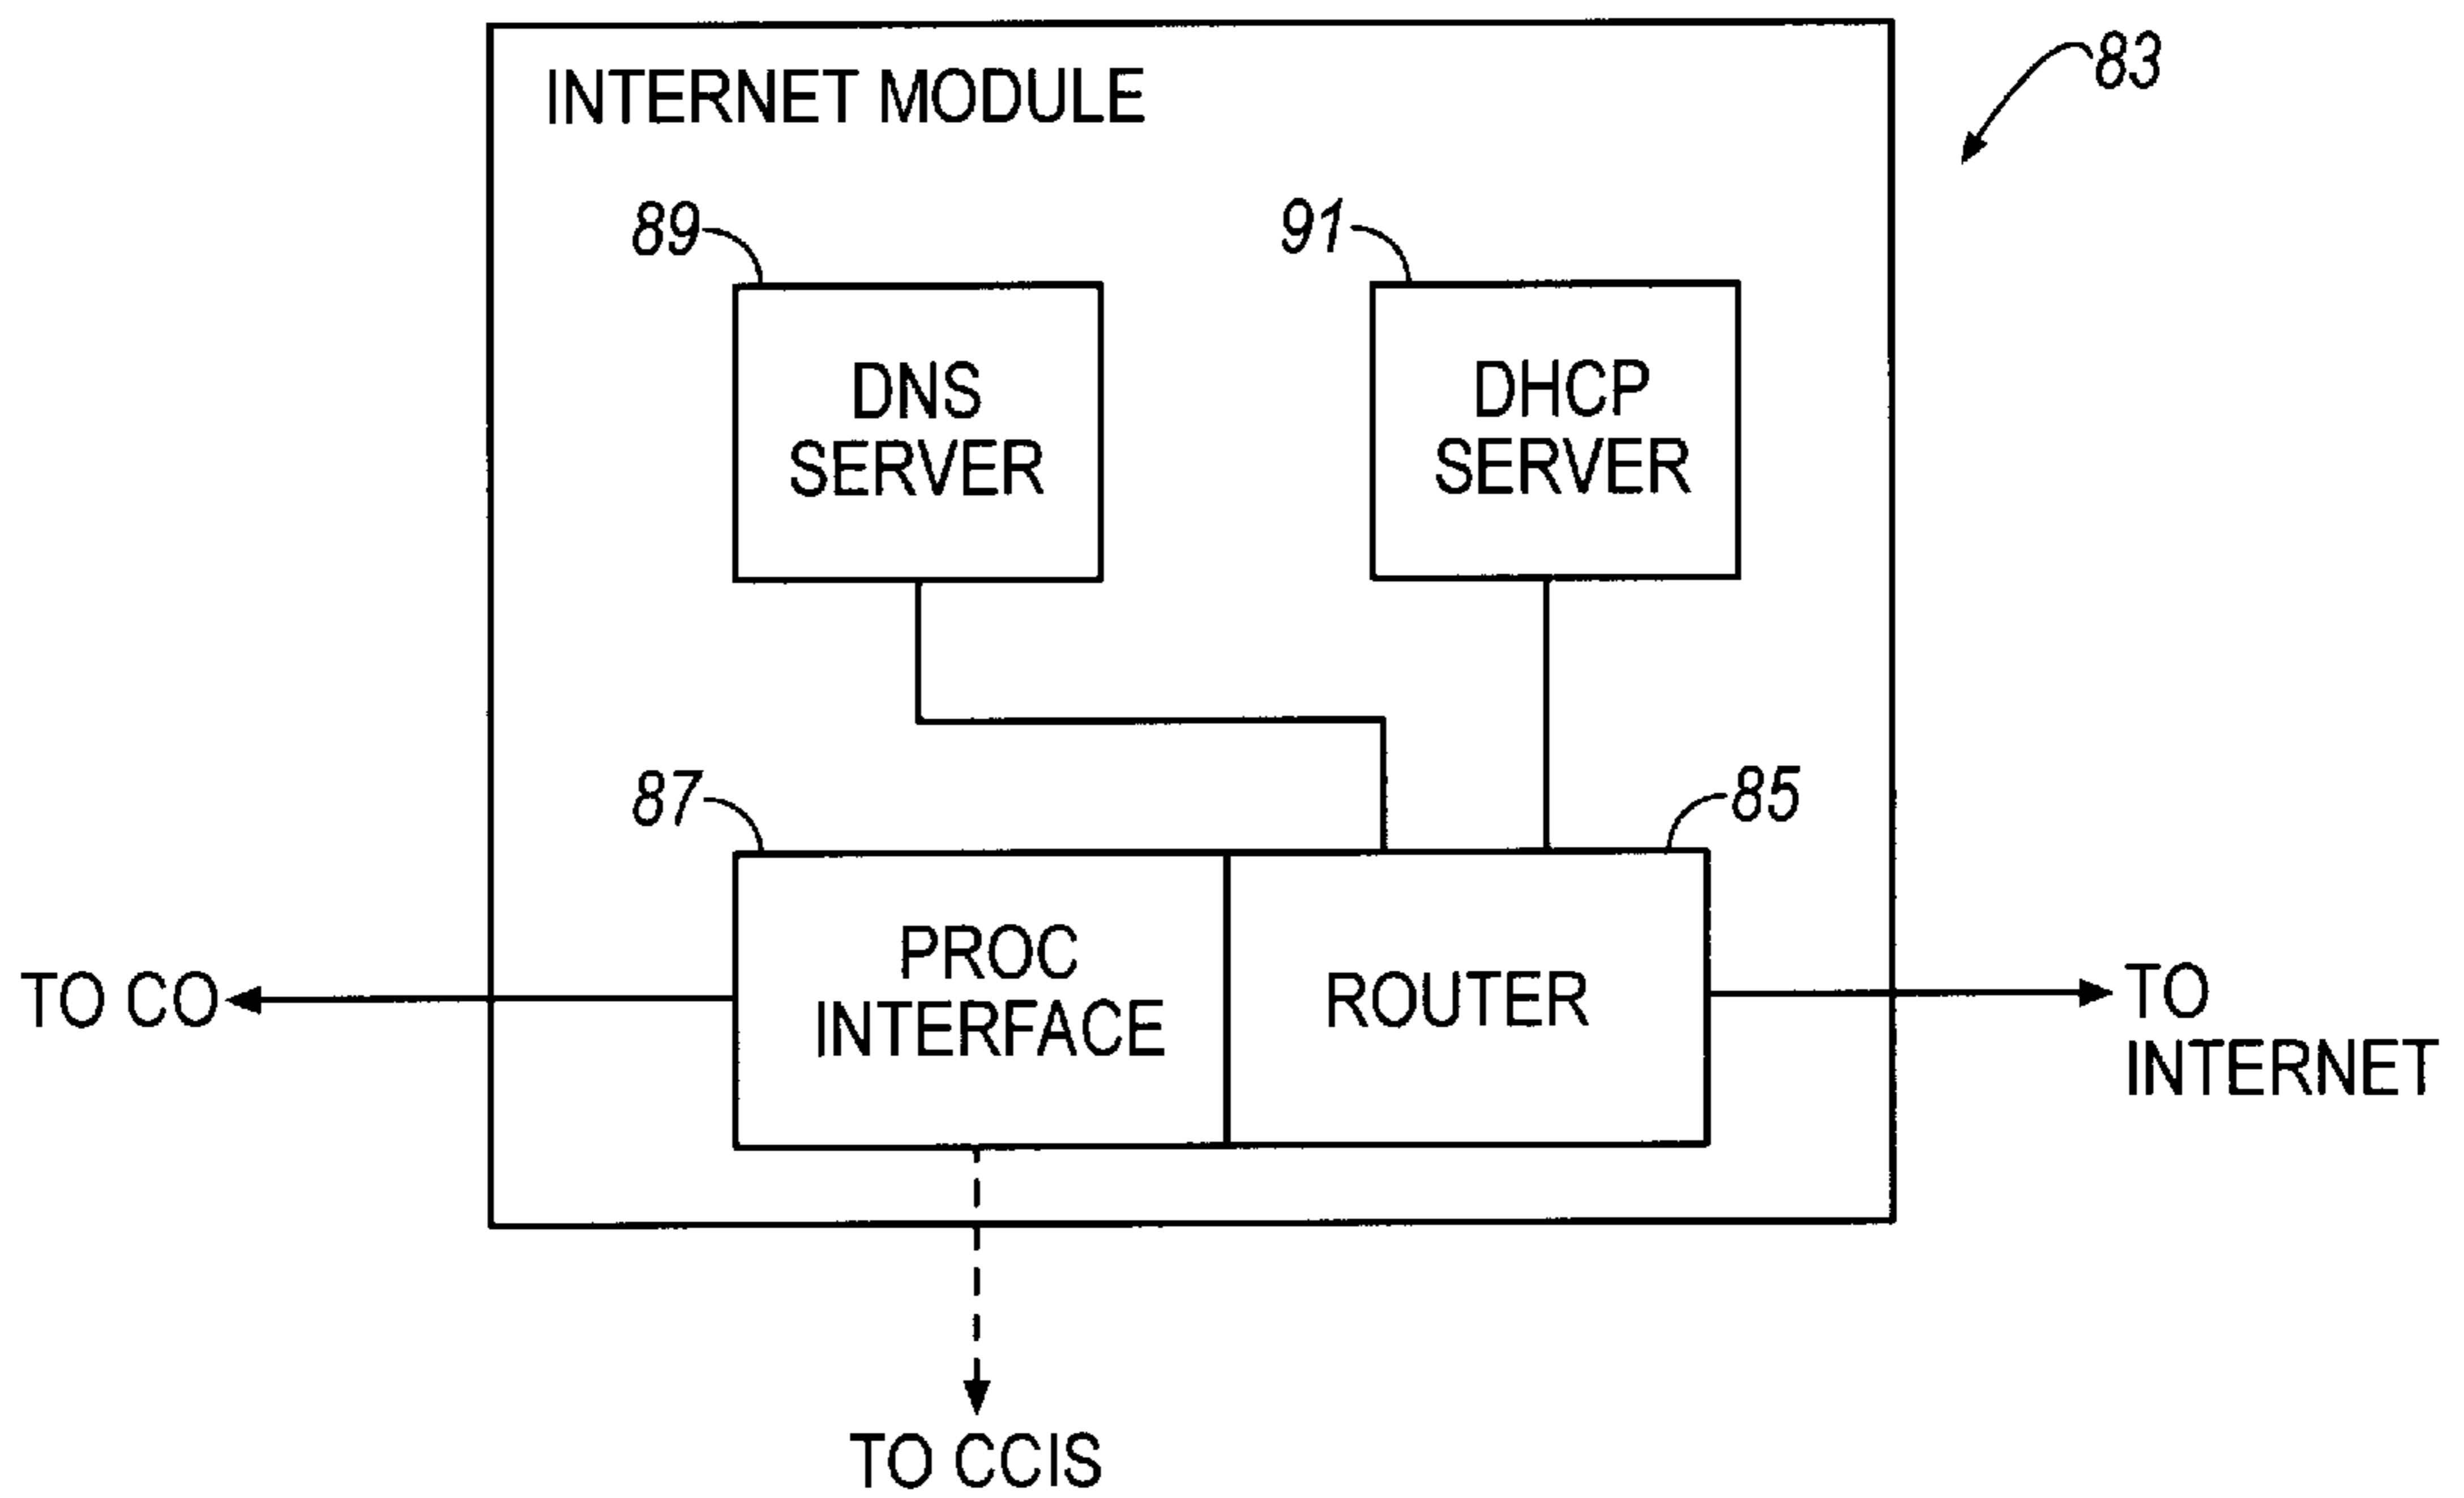 INTERNET MODULE
83
89
91
DNS
SERVER
DHCP
SERVER
87
85
PROC
INTERFACE
ROUTER
TO CO
TO
INTERNET
TO CCIS